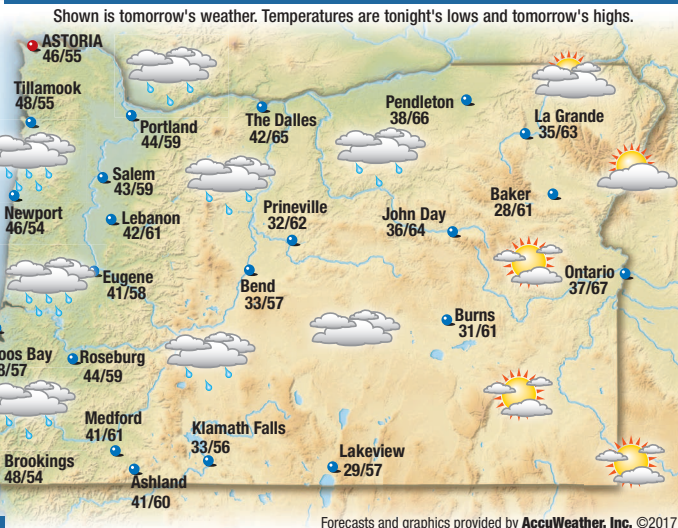 Shown is tomorrow's weather. Temperatures are tonight's lows and tomorrow's highs.
ASTORIA
46/55
Tillamook
48/55
Portland
44/59
The Dalles
42/65
Pendleton
38/66
La Grande
35/63
Salem
43/59
Newport
46/54
Lebanon
42/61
Prineville
32/62
John Day
36/64
Baker
28/61
Eugene
41/58
Bend
33/57
Ontario
37/67
Burns
31/61
oos Bay
8/57
Roseburg
44/59
Medford
41/61
Klamath Falls
33/56
Brookings
48/54
Ashland
41/60
Lakeview
29/57
Forecasts and graphics provided by AccuWeather, Inc. ©2017